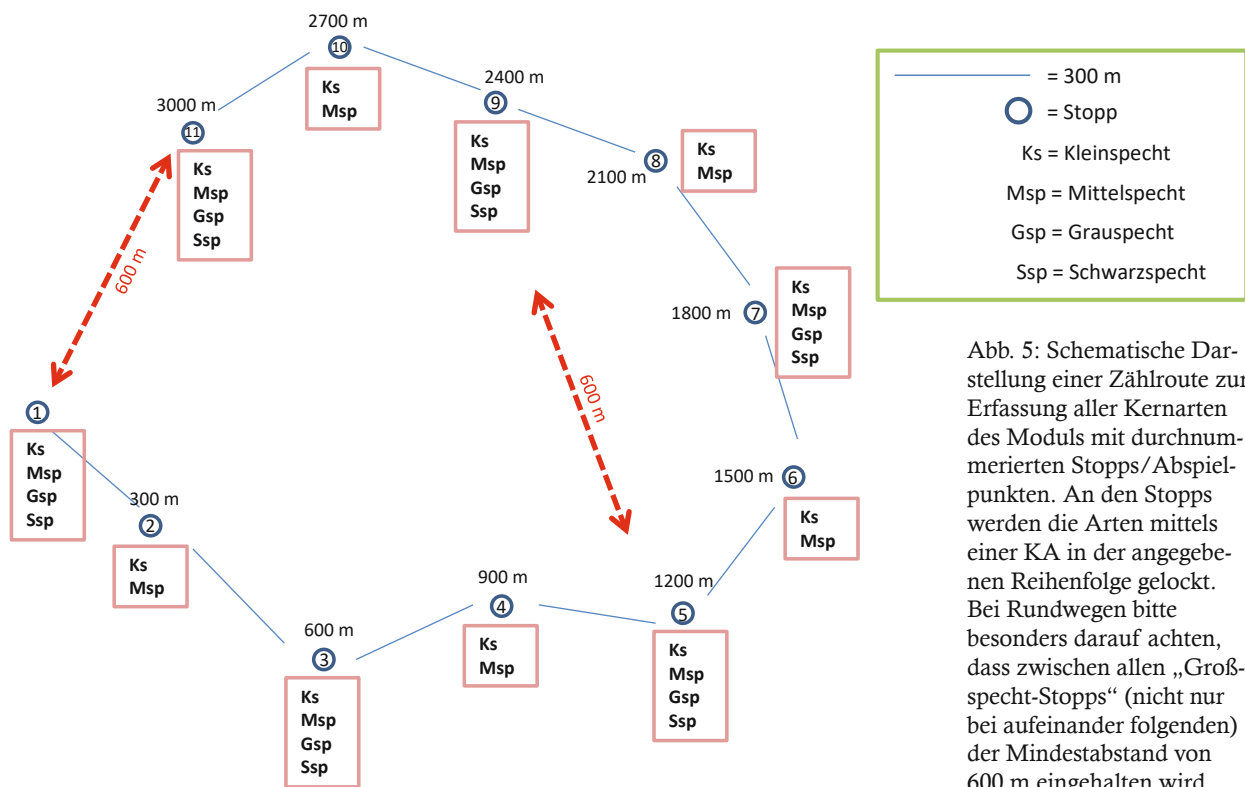 2700 m
10
Ks
Msp
3000 m
11
Ks
Msp
Gsp
Ssp
2400 m
9
Ks
Msp
Gsp
Ssp
8
2100 m
Ks
Msp
7
1800 m
Ks
Msp
Gsp
Ssp
600 m
600 m
1
Ks
Msp
Gsp
Ssp
300 m
2
Ks
Msp
600 m
3
Ks
Msp
Gsp
Ssp
900 m
4
Ks
Msp
1200 m
5
Ks
Msp
Gsp
Ssp
1500 m
6
Ks
Msp
= 300 m
= Stopp
Ks = Kleinspecht
Msp = Mittelspecht
Gsp = Grauspecht
Ssp = Schwarzspecht
Abb. 5: Schematische Dar-
stellung einer Zählroute zur
Erfassung aller Kernarten
des Moduls mit durchnum-
merierten Stopps/Abspiel-
punkten. An den Stopps
werden die Arten mittels
einer KA in der angegebe-
nen Reihenfolge gelockt.
Bei Rundwegen bitte
besonders darauf achten,
dass zwischen allen „Groß-
specht-Stopps“ (nicht nur
bei aufeinander folgenden)
der Mindestabstand von
600 m eingehalten wird